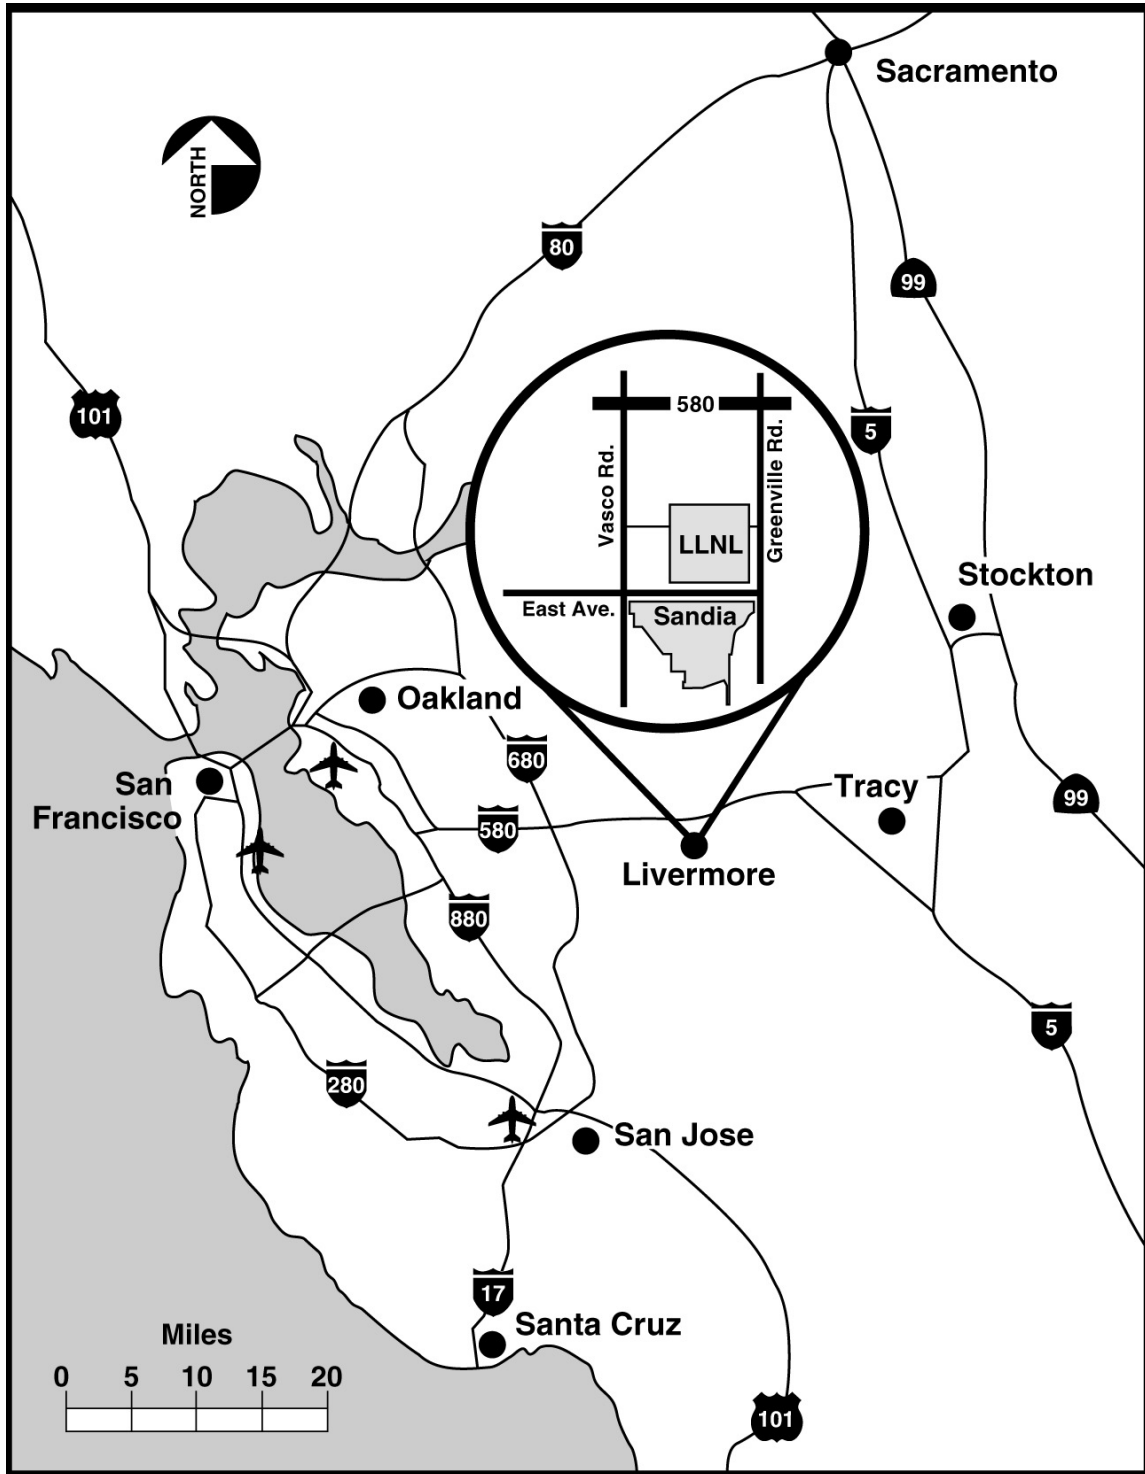 Sacramento
NORTH
80
99
101
580
5
Vasco Rd.
Greenville Rd.
LLNL
Stockton
East Ave.
Sandia
Oakland
680
San
Francisco
Tracy
99
580
Livermore
880
5
280
San Jose
17
Santa Cruz
Miles
0 5 10 15 20
101